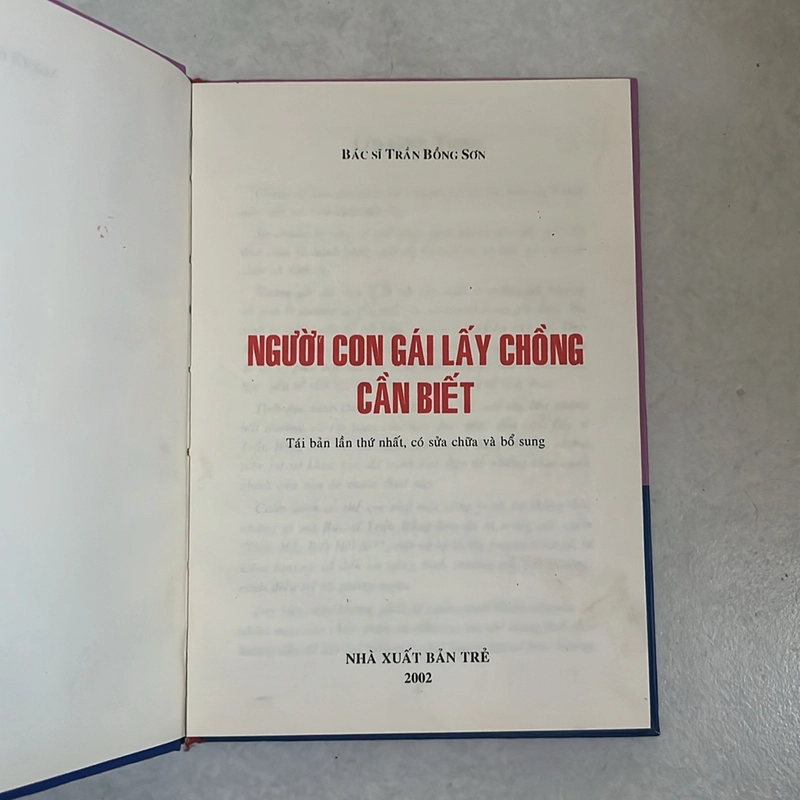 BÁC SĨ TRẦN BỒNG SƠN
NGƯỜI CON GÁI LẤY CHỒNG
CẦN BIẾT
Tái bản lần thứ nhất, có sửa chữa và bổ sung
NHÀ XUẤT BẢN TRẺ
2002